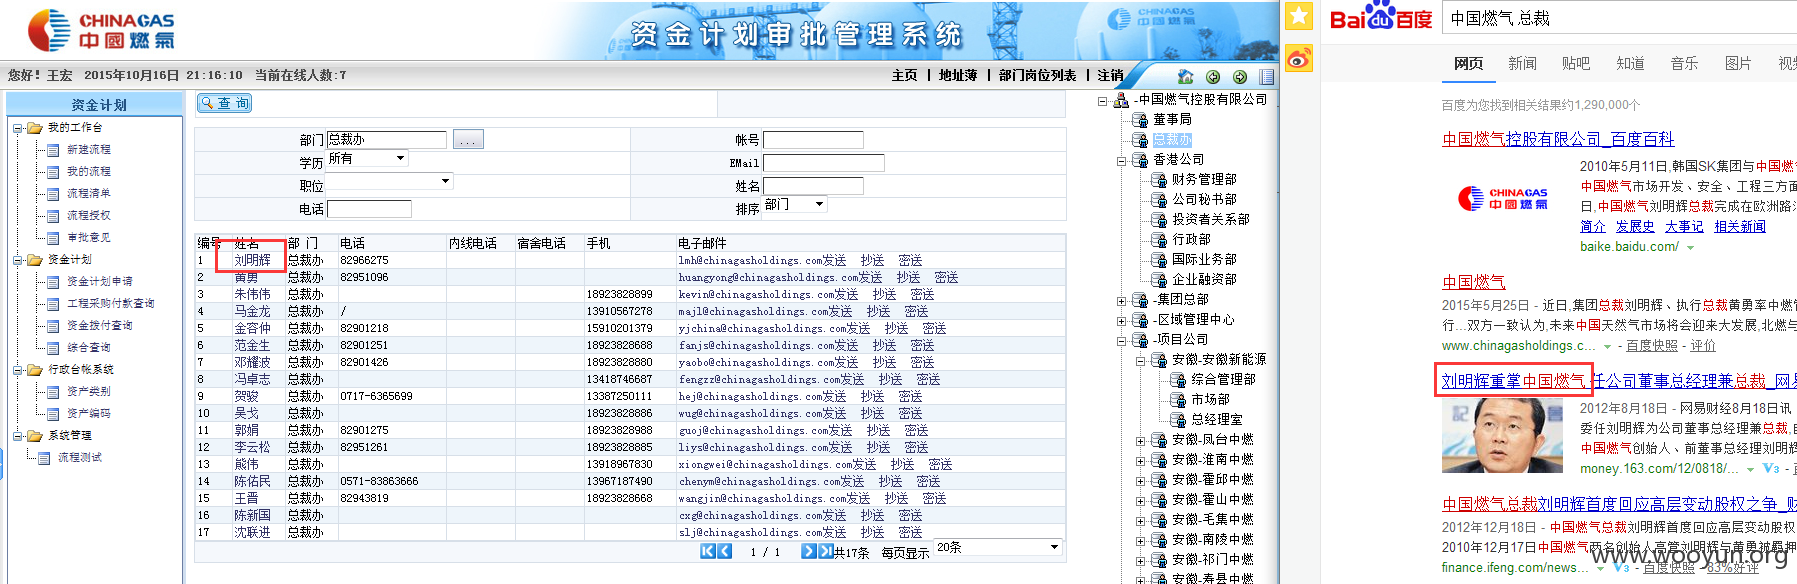 CHINAGAS
中國燃氣
资金计划审批管理系统
CHINAGAS
中國燃氣
您好! 王宏 2015年10月16日 21:16:10 当前在线人数:7
主页 | 地址薄 | 部门岗位列表 | 注销
资金计划
我的工作台
新建流程
我的流程
流程清单
流程授权
审批意见
资金计划
资金计划申请
工程采购付款查询
资金拨付查询
综合查询
行政台帐系统
资产类别
资产编码
系统管理
流程测试
查 询
部门 总裁办 ... 帐号
学历 所有 EMail
职位 姓名
电话 排序 部门
编号 姓名 部 门 电话 内线电话 宿舍电话 手机 电子邮件
1 刘明辉 总裁办 82966275 lmh@chinagasholdings.com发送 抄送 密送
2 黄勇 总裁办 82951096 huangyong@chinagasholdings.com发送 抄送 密送
3 朱伟伟 总裁办 18923828899 kevin@chinagasholdings.com发送 抄送 密送
4 马金龙 总裁办 / 13910567278 majl@chinagasholdings.com发送 抄送 密送
5 金容仲 总裁办 82901218 15910201379 yjchina@chinagasholdings.com发送 抄送 密送
6 范金生 总裁办 82901251 18923828688 fanjs@chinagasholdings.com发送 抄送 密送
7 邓耀波 总裁办 82901426 18923828880 yaobo@chinagasholdings.com发送 抄送 密送
8 冯卓志 总裁办 13418746687 fengzz@chinagasholdings.com发送 抄送 密送
9 贺骏 总裁办 0717-6365699 13387250111 hej@chinagasholdings.com发送 抄送 密送
10 吴戈 总裁办 18923828886 wug@chinagasholdings.com发送 抄送 密送
11 郭娟 总裁办 82901275 18923828988 guoj@chinagasholdings.com发送 抄送 密送
12 李云松 总裁办 82951261 18923828885 liys@chinagasholdings.com发送 抄送 密送
13 熊伟 总裁办 13918967830 xiongwei@chinagasholdings.com发送 抄送 密送
14 陈佑民 总裁办 0571-83863666 13967187490 chenym@chinagasholdings.com发送 抄送 密送
15 王晋 总裁办 82943819 18923828668 wangjin@chinagasholdings.com发送 抄送 密送
16 陈新国 总裁办 cxg@chinagasholdings.com发送 抄送 密送
17 沈联进 总裁办 slj@chinagasholdings.com发送 抄送 密送
1 / 1 共17条 每页显示 20条
-中国燃气控股有限公司
董事局
总裁办
香港公司
财务管理部
公司秘书部
投资者关系部
行政部
国际业务部
企业融资部
-集团总部
-区域管理中心
-项目公司
安徽-安徽新能源
综合管理部
市场部
总经理室
安徽-凤台中燃
安徽-淮南中燃
安徽-霍邱中燃
安徽-霍山中燃
安徽-毛集中燃
安徽-南陵中燃
安徽-祁门中燃
安徽-寿县中燃
Bai du 百度
中国燃气 总裁
网页 新闻 贴吧 知道 音乐 图片 视
百度为您找到相关结果约1,290,000个
中国燃气控股有限公司_百度百科
CHINAGAS
中國燃氣
2010年5月11日,韩国SK集团与中国燃
中国燃气市场开发、安全、工程三方面
日,中国燃气刘明辉总裁完成在欧洲路
简介 发展史 大事记 相关新闻
baike.baidu.com/
中国燃气
2015年5月25日 - 近日,集团总裁刘明辉、执行总裁黄勇率中燃
行...双方一致认为,未来中国天然气市场将会迎来大发展,北燃与
www.chinagasholdings.c... - 百度快照 - 评价
刘明辉重掌中国燃气 任公司董事总经理兼总裁_网易
2012年8月18日 - 网易财经8月18日讯
委任刘明辉为公司董事总经理兼总裁,
中国燃气创始人、前董事总经理刘明辉
money.163.com/12/0818/... V3
中国燃气总裁刘明辉首度回应高层变动股权之争_
2012年12月18日 - 中国燃气总裁刘明辉首度回应高层变动股权
2010年12月17日中国燃气两名创始人高管刘明辉与黄勇被羁押
finance.ifeng.com/news... V3 - 百度快照 - 83%好评
www.wooyun.org